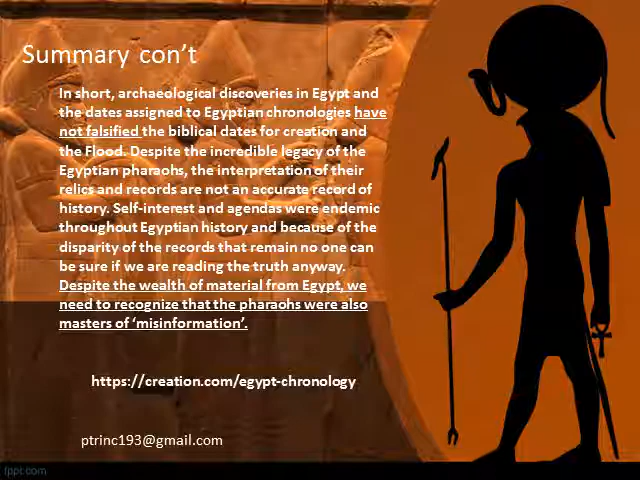 Summary con’t
In short, archaeological discoveries in Egypt and
the dates assigned to Egyptian chronologies have
not falsified the biblical dates for creation and
the Flood. Despite the incredible legacy of the
Egyptian pharaohs, the interpretation of their
relics and records are not an accurate record of
history. Self-interest and agendas were endemic
throughout Egyptian history and because of the
disparity of the records that remain no one can
be sure if we are reading the truth anyway.
Despite the wealth of material from Egypt, we
need to recognize that the pharaohs were also
masters of ‘misinformation’.
https://creation.com/egypt-chronology
ptrinc193@gmail.com
fppt.com